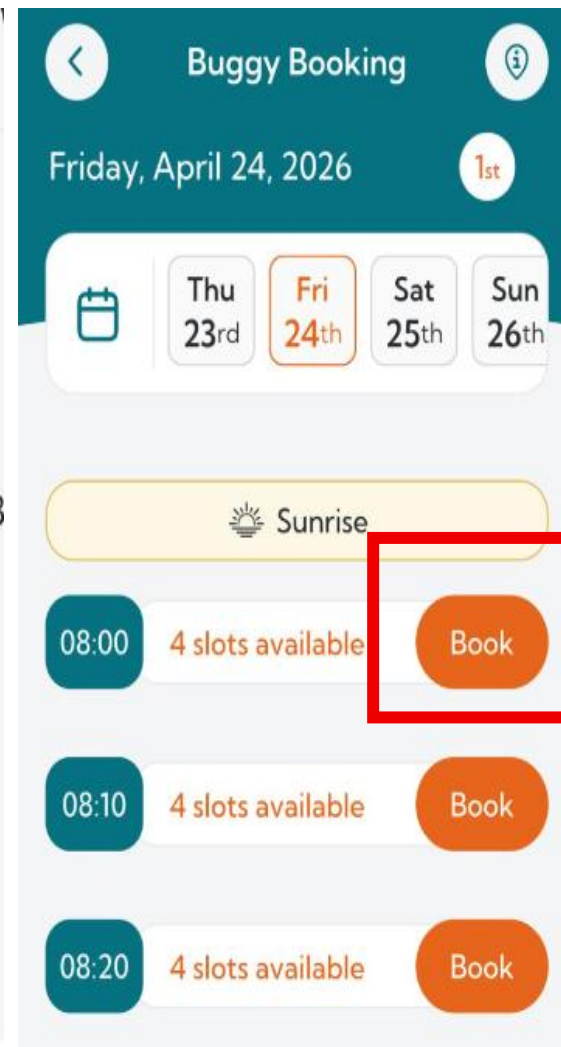 Buggy Booking
Friday, April 24, 2026
1st
Thu Fri Sat Sun
23rd 24th 25th 26th
Sunrise
08:00 4 slots available Book
08:10 4 slots available Book
08:20 4 slots available Book